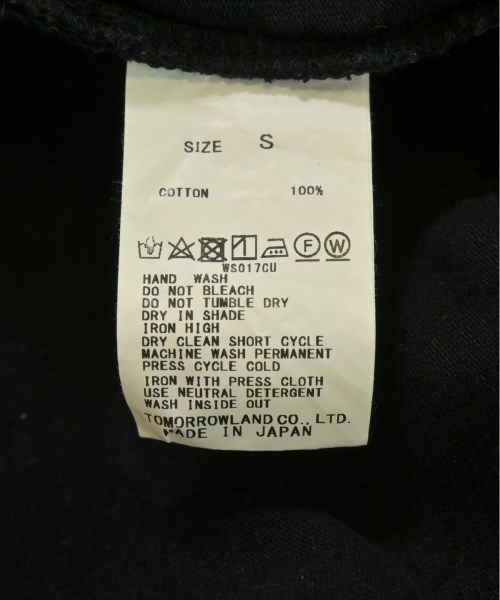 SIZE S
COTTON 100%
F W
WS017CU
HAND WASH
DO NOT BLEACH
DO NOT TUMBLE DRY
DRY IN SHADE
IRON HIGH
DRY CLEAN SHORT CYCLE
MACHINE WASH PERMANENT
PRESS CYCLE COLD
IRON WITH PRESS CLOTH
USE NEUTRAL DETERGENT
WASH INSIDE OUT
TOMORROWLAND CO., LTD.
MADE IN JAPAN